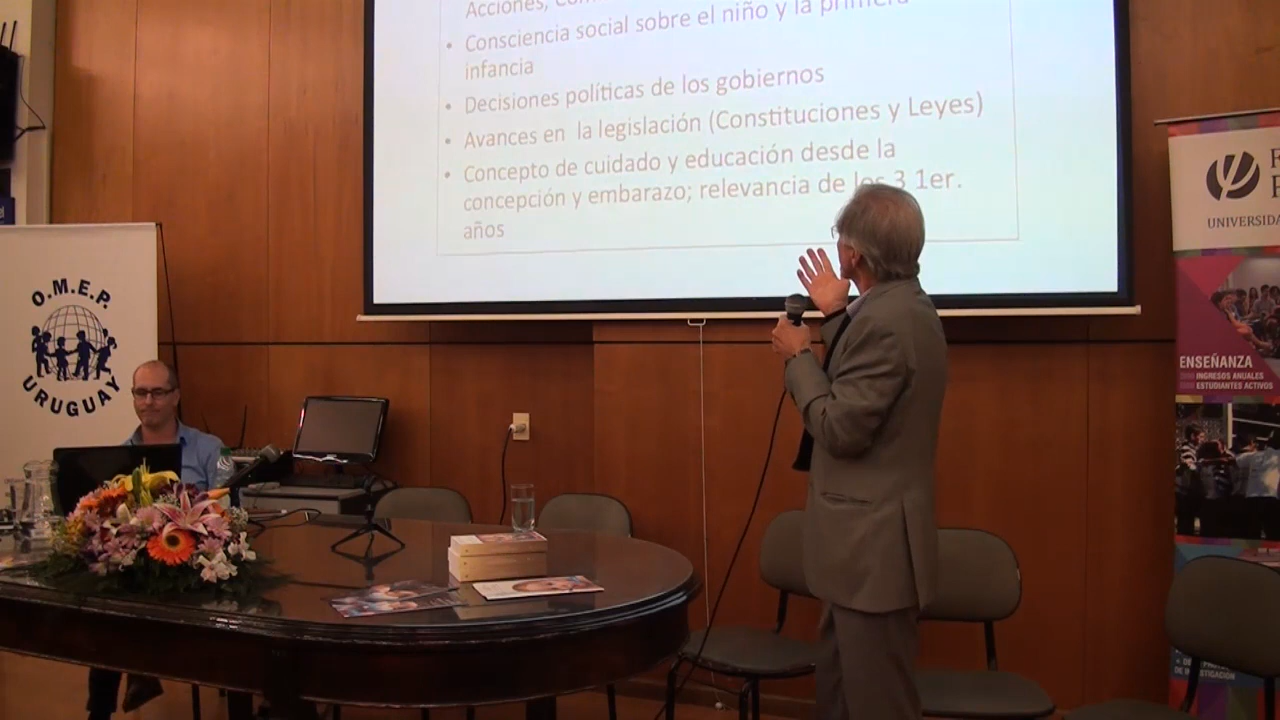 Acciones,
• Consciencia social sobre el niño y la primera
infancia
• Decisiones políticas de los gobiernos
• Avances en la legislación (Constituciones y Leyes)
• Concepto de cuidado y educación desde la
concepción y embarazo; relevancia de los 3 1er.
años
O.M.E.P.
URUGUAY
UNIVERSIDA
ENSEÑANZA
INGRESOS ANUALES
ESTUDIANTES ACTIVOS